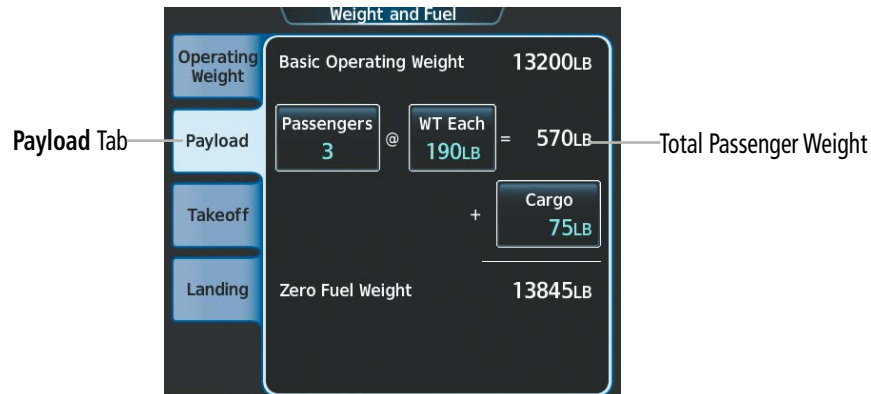 Weight and Fuel
Operating
Weight
Basic Operating Weight 13200LB
Payload Tab
Payload
Passengers
3
@
WT Each
190LB
= 570LB
Total Passenger Weight
Takeoff
+
Cargo
75LB
Landing
Zero Fuel Weight 13845LB